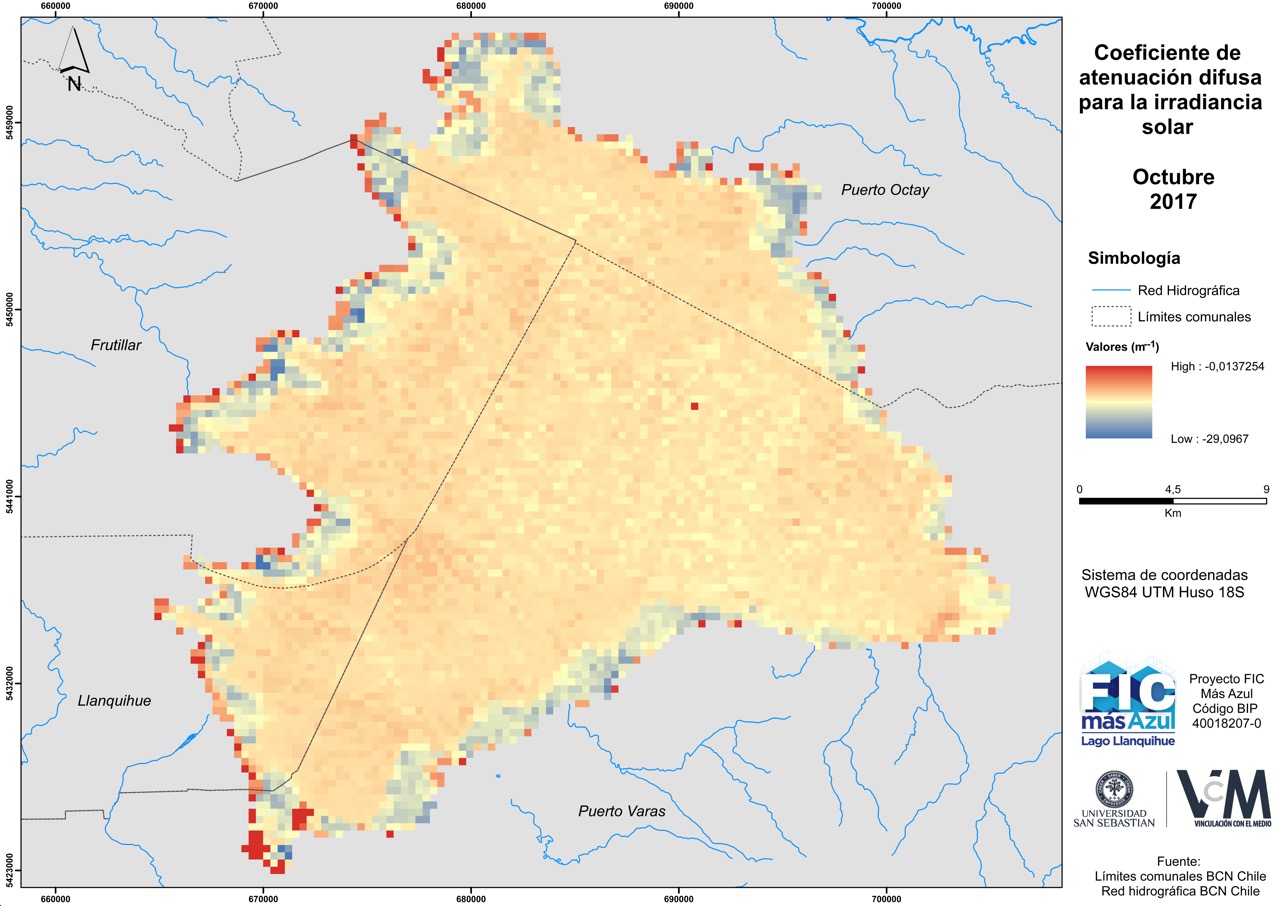 660000
670000
680000
690000
700000
Coeficiente de
atenuación difusa
para la irradiancia
solar
Octubre
2017
N
5459000
5450000
5441000
5432000
5423000
Puerto Octay
Frutillar
Llanquihue
Puerto Varas
Simbología
Red Hidrográfica
Límites comunales
Valores (m⁻¹)
High : -0,0137254
Low : -29,0967
0 4,5 9
Km
Sistema de coordenadas
WGS84 UTM Huso 18S
FIC
más Azul
Lago Llanquihue
Proyecto FIC
Más Azul
Código BIP
40018207-0
UNIVERSIDAD
SAN SEBASTIAN
VCM
VINCULACIÓN CON EL MEDIO
Fuente:
Límites comunales BCN Chile
Red hidrográfica BCN Chile
660000
670000
680000
690000
700000